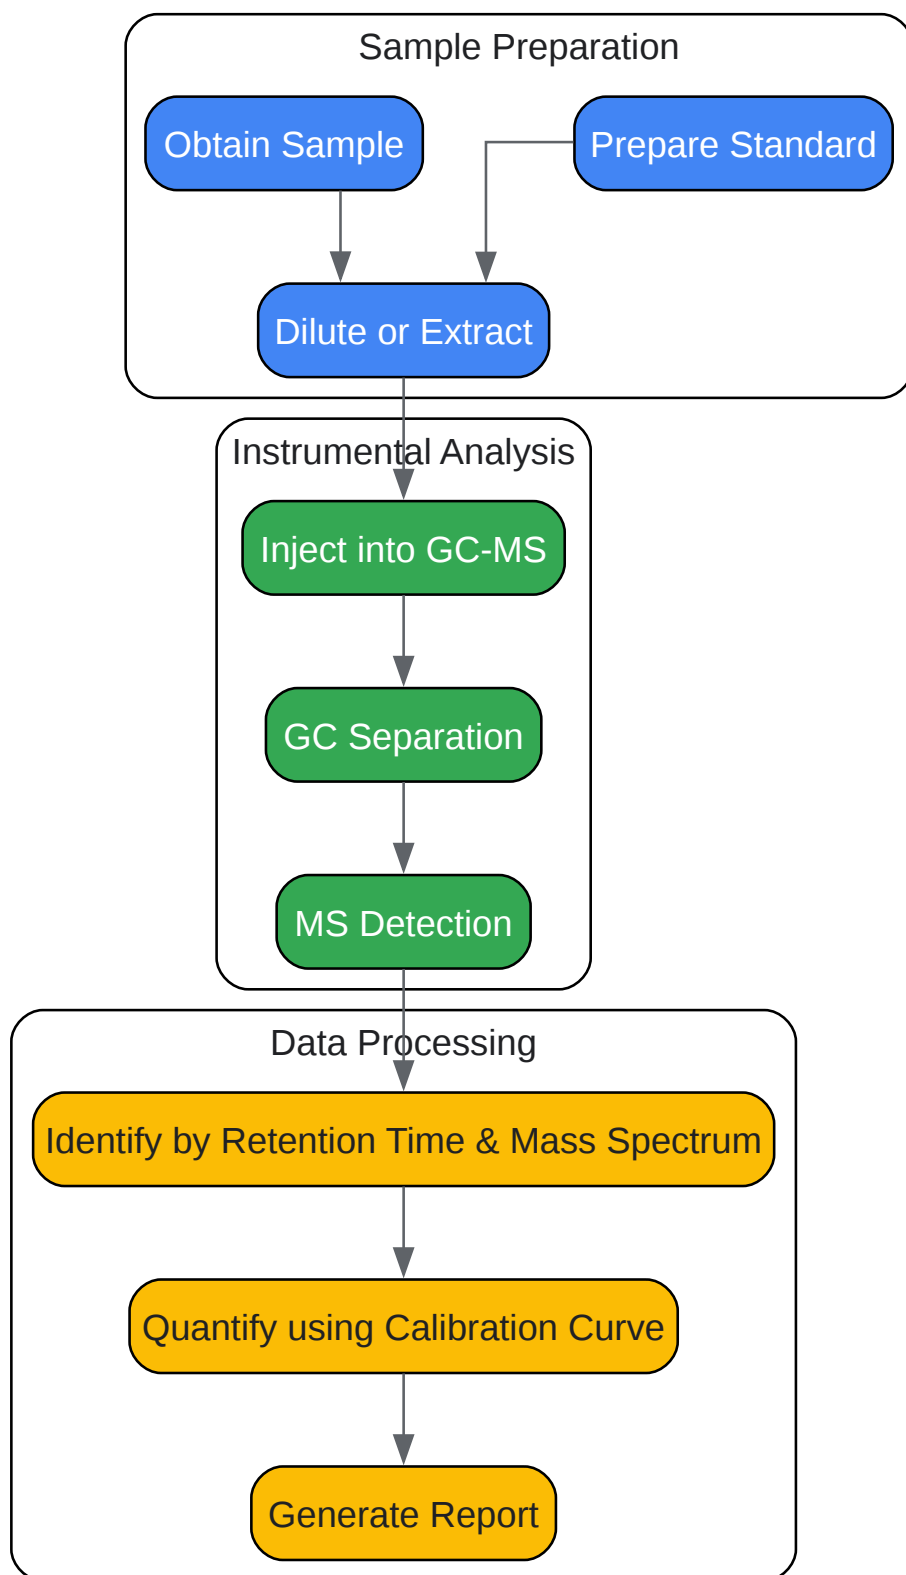 Sample Preparation
Obtain Sample
Prepare Standard
Dilute or Extract
Instrumental Analysis
Inject into GC-MS
GC Separation
MS Detection
Data Processing
Identify by Retention Time & Mass Spectrum
Quantify using Calibration Curve
Generate Report